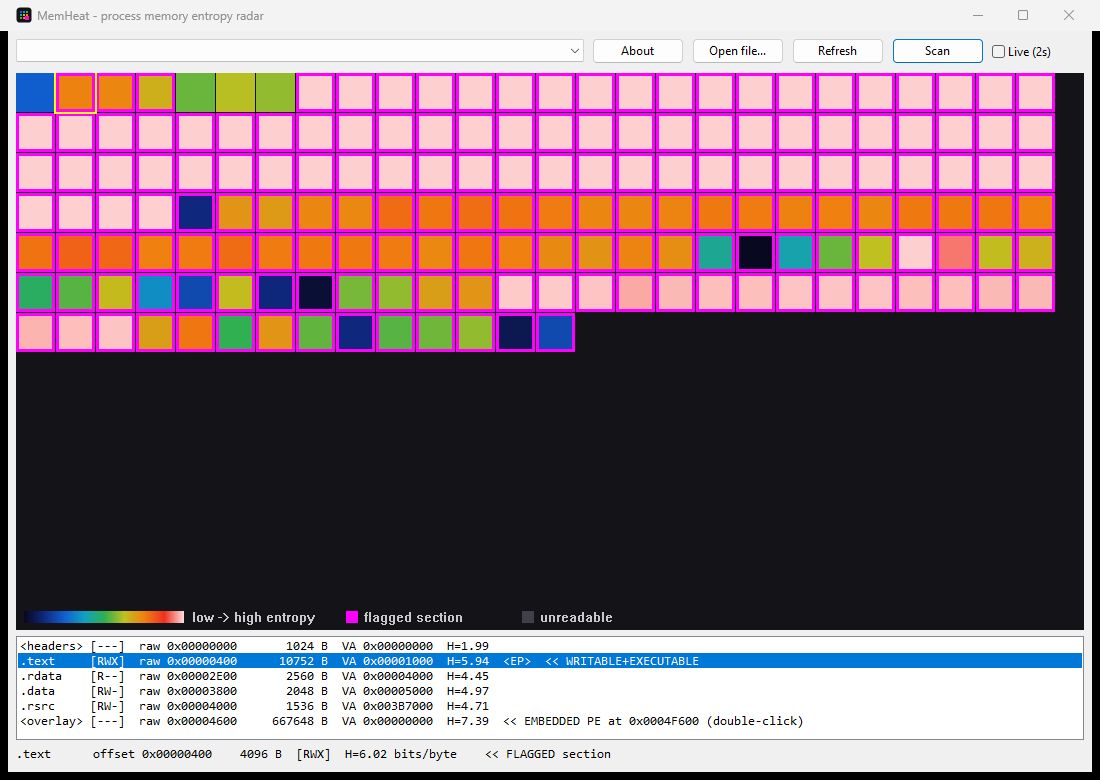 MemHeat - process memory entropy radar
About Open file... Refresh Scan Live (2s)
low -> high entropy flagged section unreadable
<headers> [---] raw 0x00000000 1024 B VA 0x00000000 H=1.99
.text [RWX] raw 0x00000400 10752 B VA 0x00001000 H=5.94 <EP> << WRITABLE+EXECUTABLE
.rdata [R--] raw 0x00002E00 2560 B VA 0x00004000 H=4.45
.data [RW-] raw 0x00003800 2048 B VA 0x00005000 H=4.97
.rsrc [RW-] raw 0x00004000 1536 B VA 0x003B7000 H=4.71
<overlay> [---] raw 0x00004600 667648 B VA 0x00000000 H=7.39 << EMBEDDED PE at 0x0004F600 (double-click)
.text offset 0x00000400 4096 B [RWX] H=6.02 bits/byte << FLAGGED section